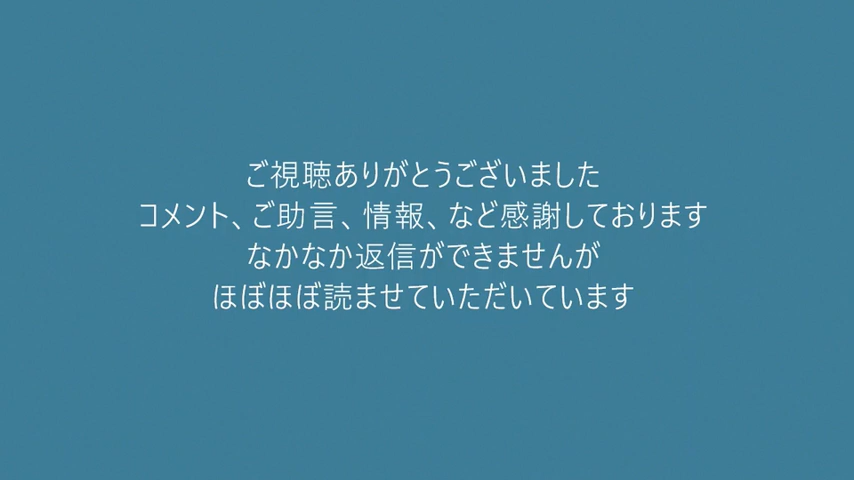 ご視聴ありがとうございました
コメント、ご助言、情報、など感謝しております
なかなか返信ができませんが
ほぼほぼ読ませていただいています